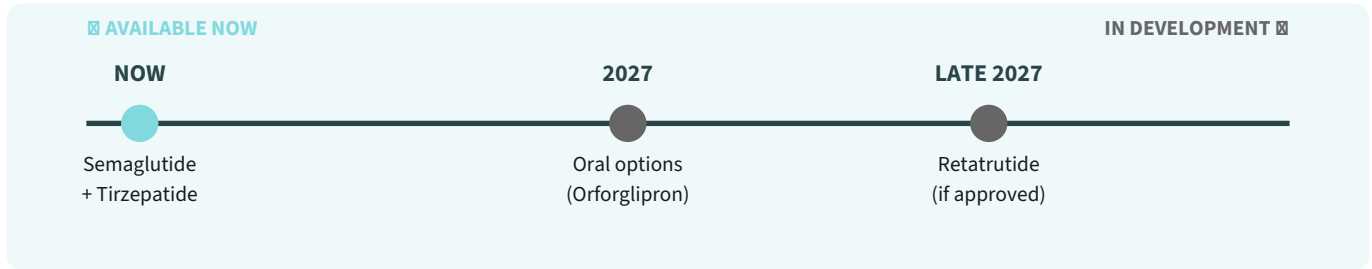 AVAILABLE NOW
IN DEVELOPMENT
NOW
2027
LATE 2027
Semaglutide
+ Tirzepatide
Oral options
(Orforglipron)
Retatrutide
(if approved)